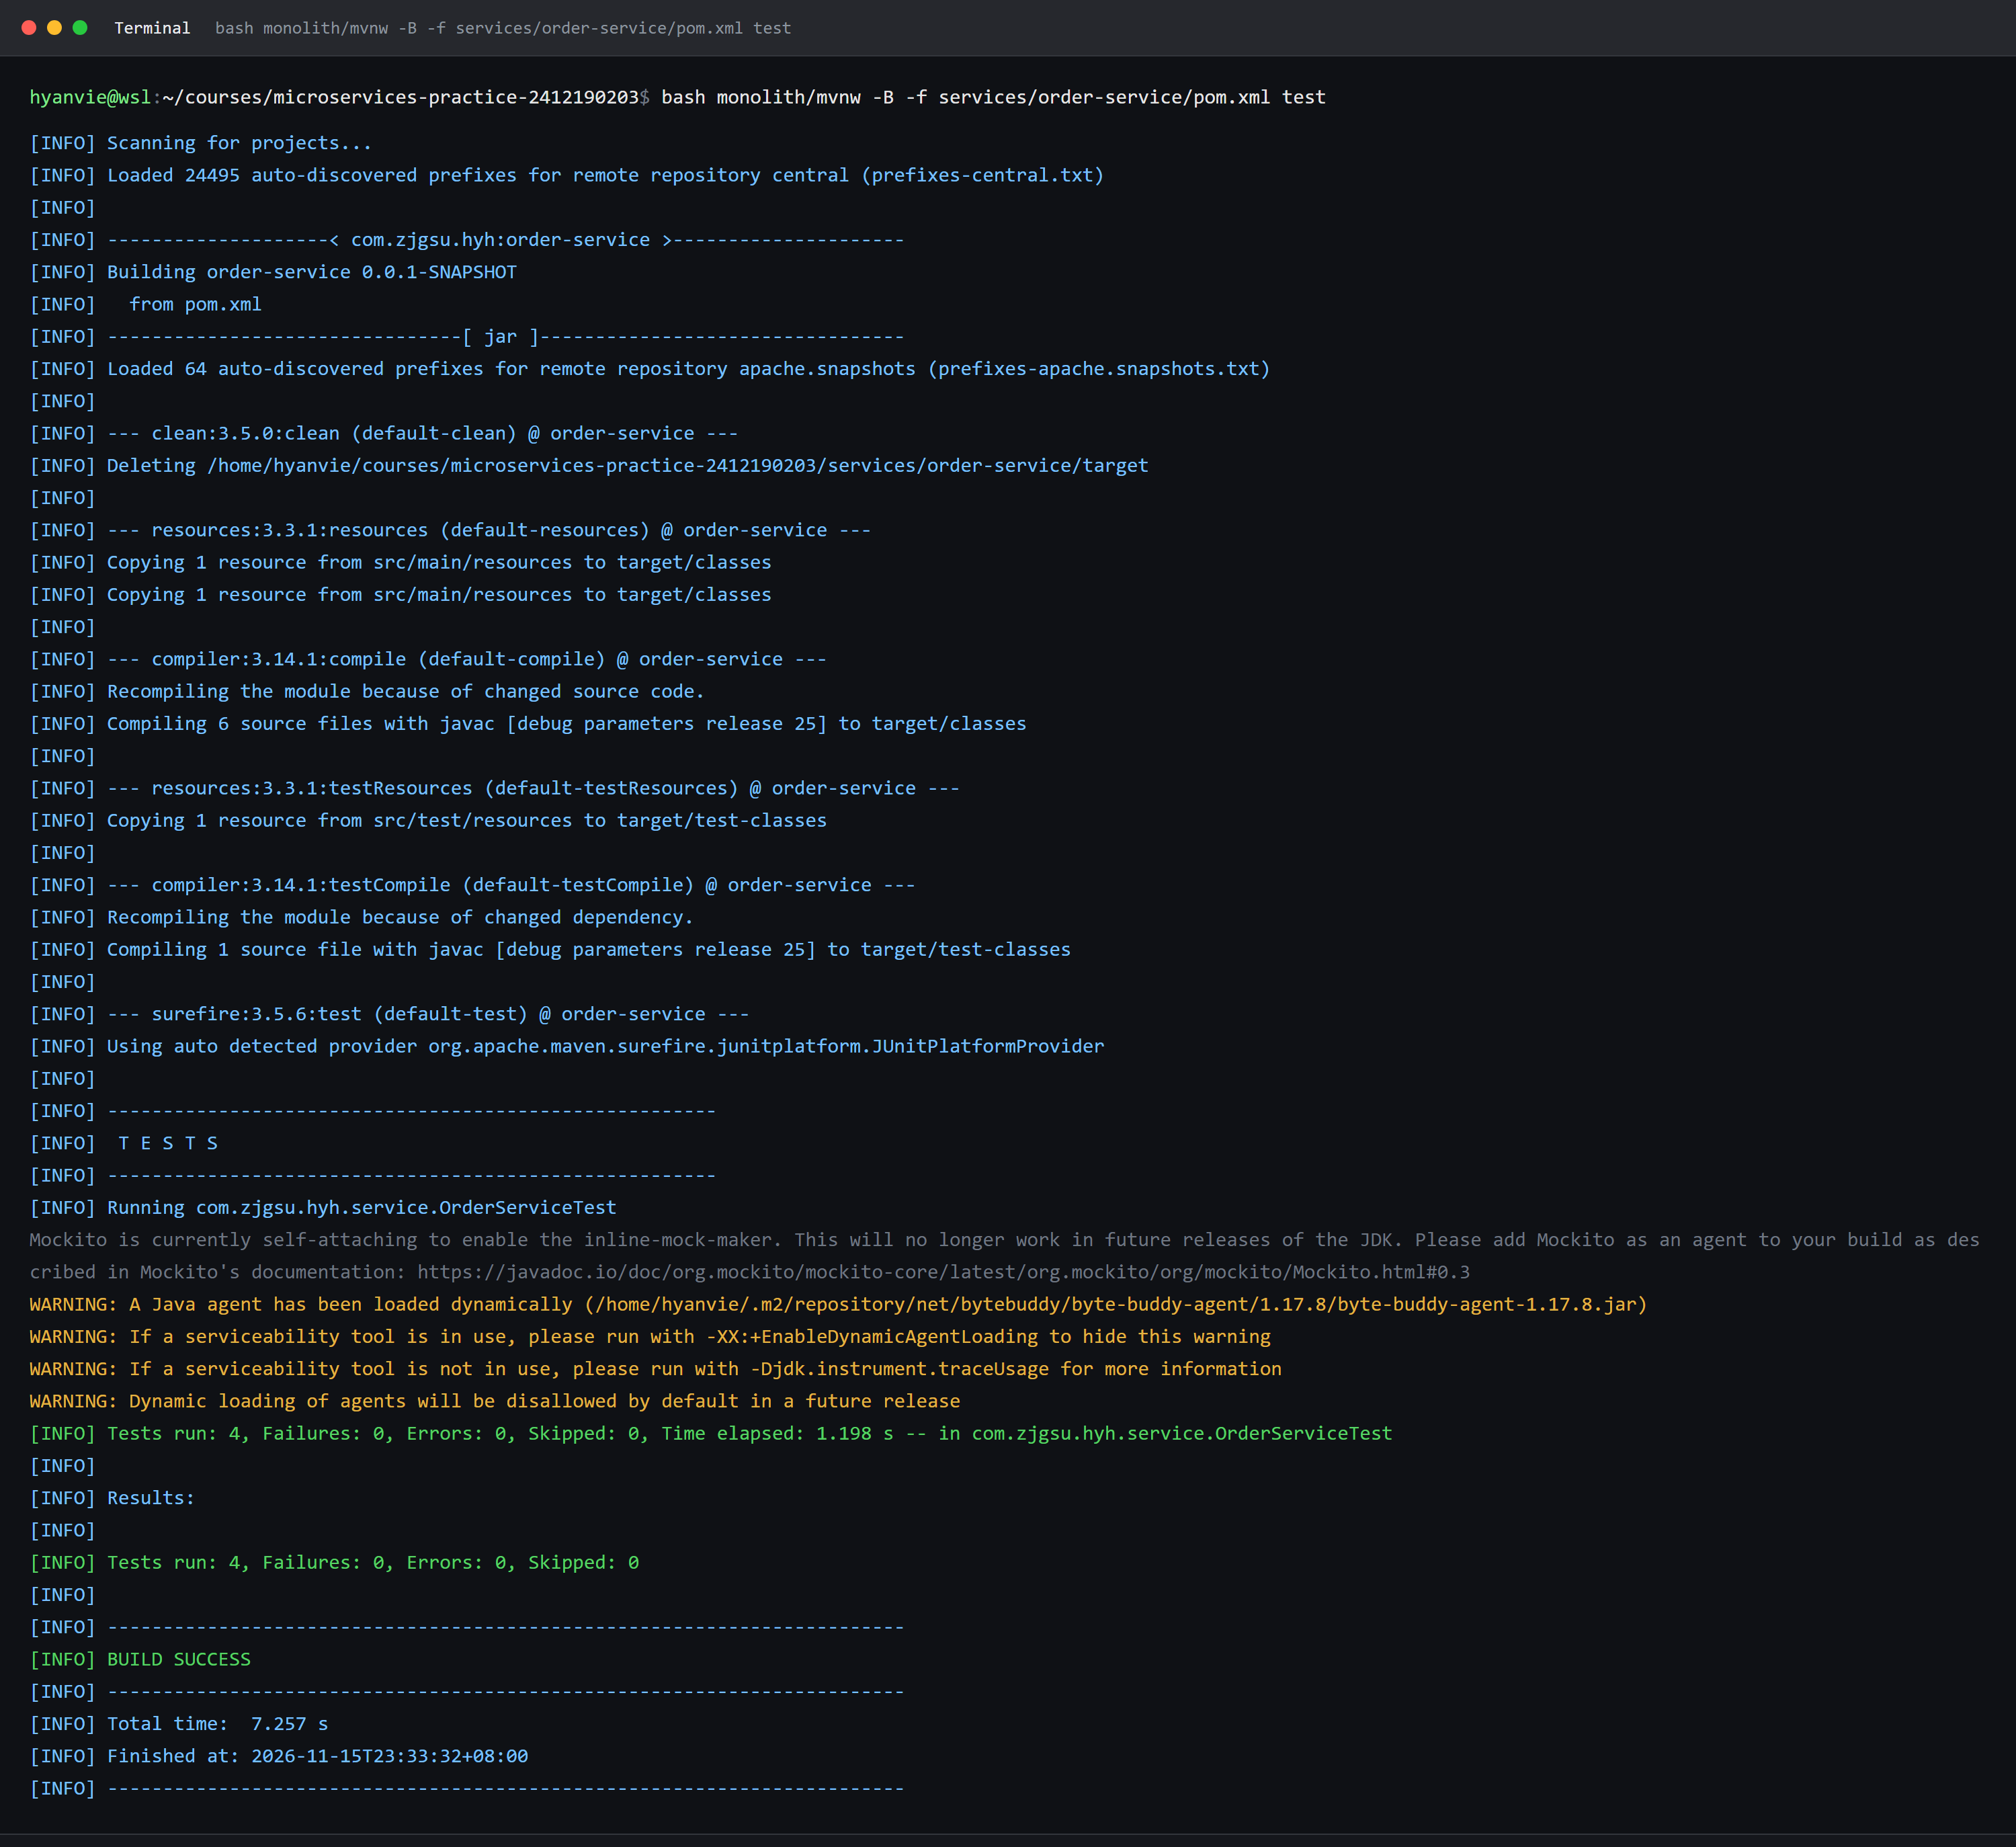 Terminal bash monolith/mvnw -B -f services/order-service/pom.xml test
hyanvie@wsl:~/courses/microservices-practice-2412190203$ bash monolith/mvnw -B -f services/order-service/pom.xml test
[INFO] Scanning for projects...
[INFO] Loaded 24495 auto-discovered prefixes for remote repository central (prefixes-central.txt)
[INFO]
[INFO] --------------------< com.zjgsu.hyh:order-service >---------------------
[INFO] Building order-service 0.0.1-SNAPSHOT
[INFO]   from pom.xml
[INFO] --------------------------------[ jar ]---------------------------------
[INFO] Loaded 64 auto-discovered prefixes for remote repository apache.snapshots (prefixes-apache.snapshots.txt)
[INFO]
[INFO] --- clean:3.5.0:clean (default-clean) @ order-service ---
[INFO] Deleting /home/hyanvie/courses/microservices-practice-2412190203/services/order-service/target
[INFO]
[INFO] --- resources:3.3.1:resources (default-resources) @ order-service ---
[INFO] Copying 1 resource from src/main/resources to target/classes
[INFO] Copying 1 resource from src/main/resources to target/classes
[INFO]
[INFO] --- compiler:3.14.1:compile (default-compile) @ order-service ---
[INFO] Recompiling the module because of changed source code.
[INFO] Compiling 6 source files with javac [debug parameters release 25] to target/classes
[INFO]
[INFO] --- resources:3.3.1:testResources (default-testResources) @ order-service ---
[INFO] Copying 1 resource from src/test/resources to target/test-classes
[INFO]
[INFO] --- compiler:3.14.1:testCompile (default-testCompile) @ order-service ---
[INFO] Recompiling the module because of changed dependency.
[INFO] Compiling 1 source file with javac [debug parameters release 25] to target/test-classes
[INFO]
[INFO] --- surefire:3.5.6:test (default-test) @ order-service ---
[INFO] Using auto detected provider org.apache.maven.surefire.junitplatform.JUnitPlatformProvider
[INFO]
[INFO] -------------------------------------------------------
[INFO]  T E S T S
[INFO] -------------------------------------------------------
[INFO] Running com.zjgsu.hyh.service.OrderServiceTest
Mockito is currently self-attaching to enable the inline-mock-maker. This will no longer work in future releases of the JDK. Please add Mockito as an agent to your build as des
cribed in Mockito's documentation: https://javadoc.io/doc/org.mockito/mockito-core/latest/org.mockito/org/mockito/Mockito.html#0.3
WARNING: A Java agent has been loaded dynamically (/home/hyanvie/.m2/repository/net/bytebuddy/byte-buddy-agent/1.17.8/byte-buddy-agent-1.17.8.jar)
WARNING: If a serviceability tool is in use, please run with -XX:+EnableDynamicAgentLoading to hide this warning
WARNING: If a serviceability tool is not in use, please run with -Djdk.instrument.traceUsage for more information
WARNING: Dynamic loading of agents will be disallowed by default in a future release
[INFO] Tests run: 4, Failures: 0, Errors: 0, Skipped: 0, Time elapsed: 1.198 s -- in com.zjgsu.hyh.service.OrderServiceTest
[INFO]
[INFO] Results:
[INFO]
[INFO] Tests run: 4, Failures: 0, Errors: 0, Skipped: 0
[INFO]
[INFO] ------------------------------------------------------------------------
[INFO] BUILD SUCCESS
[INFO] ------------------------------------------------------------------------
[INFO] Total time:  7.257 s
[INFO] Finished at: 2026-11-15T23:33:32+08:00
[INFO] ------------------------------------------------------------------------